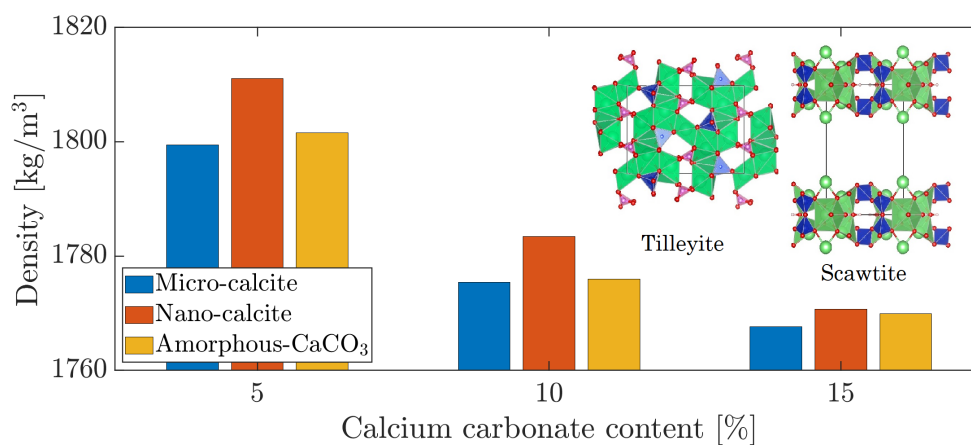 1820
1800
1780
1760
Density [kg/m³]
Tilleyite
Scawtite
Micro-calcite
Nano-calcite
Amorphous-CaCO₃
5
10
15
Calcium carbonate content [%]